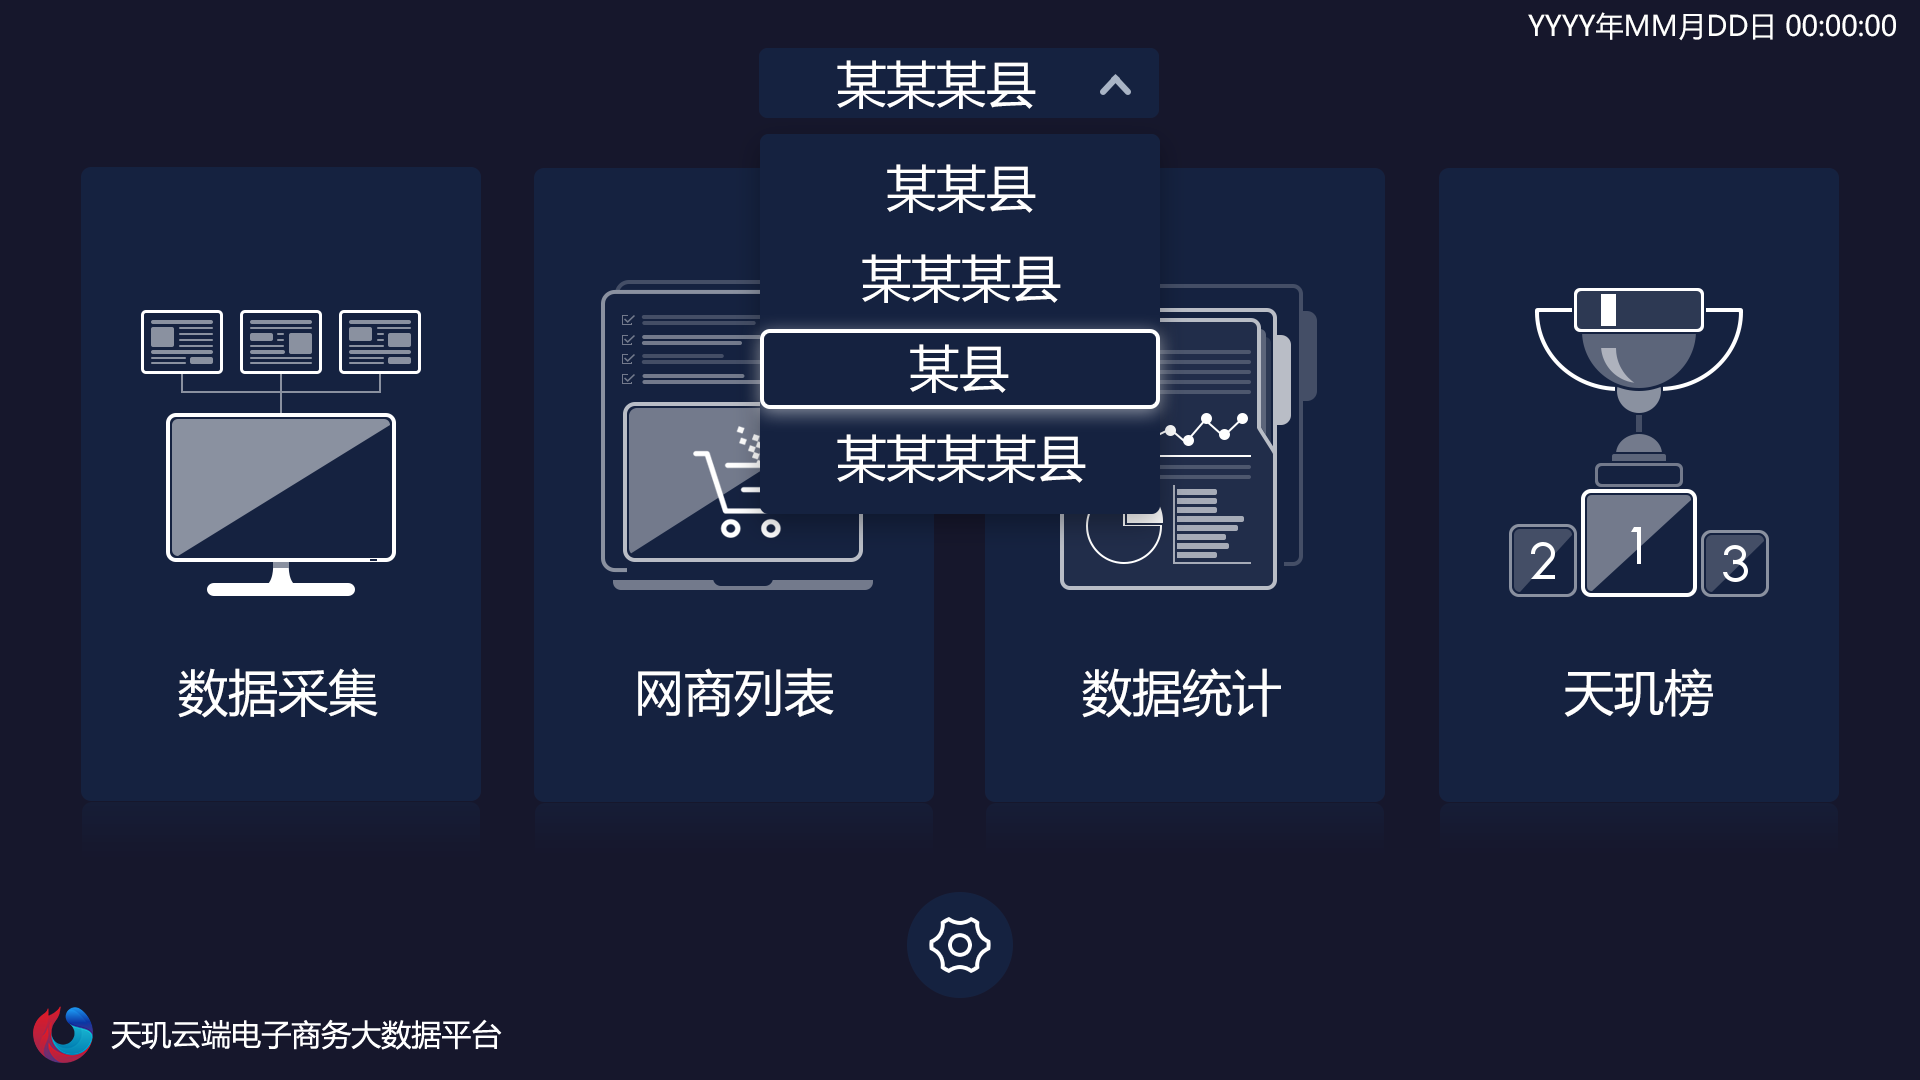 YYYY年MM月DD日 00:00:00
某某某县
某某县
某某某县
某县
某某某某县
2
1
3
数据采集
网商列表
数据统计
天玑榜
天玑云端电子商务大数据平台